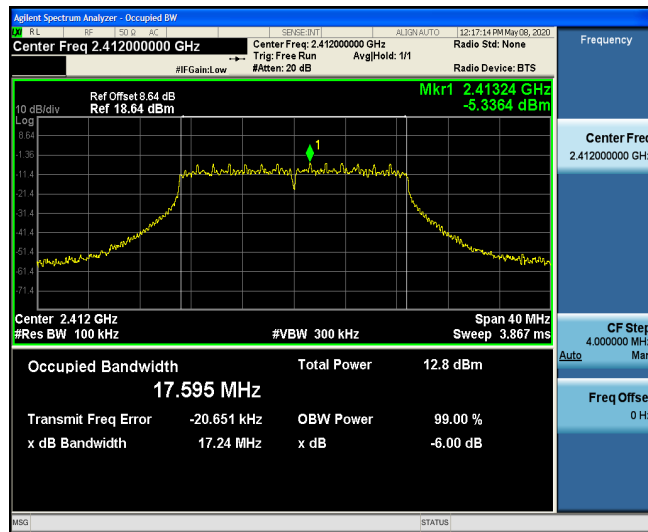 Agilent Spectrum Analyzer - Occupied BW
RL RF 50 Ω AC SENSE:INT ALIGN AUTO 12:17:14 PM May 08, 2020
Center Freq 2.412000000 GHz
Center Freq: 2.412000000 GHz
Radio Std: None
Trig: Free Run Avg|Hold: 1/1
#IFGain:Low #Atten: 20 dB Radio Device: BTS
Frequency
Mkr1 2.41324 GHz
-5.3364 dBm
Ref Offset 8.64 dB
10 dB/div Ref 18.64 dBm
Log
8.64
1
-1.36
-11.4
-21.4
-31.4
-41.4
-51.4
-61.4
-71.4
Center 2.412 GHz Span 40 MHz
#Res BW 100 kHz #VBW 300 kHz Sweep 3.867 ms
Center Freq
2.412000000 GHz
CF Step
4.000000 MHz
Auto Man
Freq Offse
0 Hz
Occupied Bandwidth Total Power 12.8 dBm
17.595 MHz
Transmit Freq Error -20.651 kHz OBW Power 99.00 %
x dB Bandwidth 17.24 MHz x dB -6.00 dB
MSG STATUS